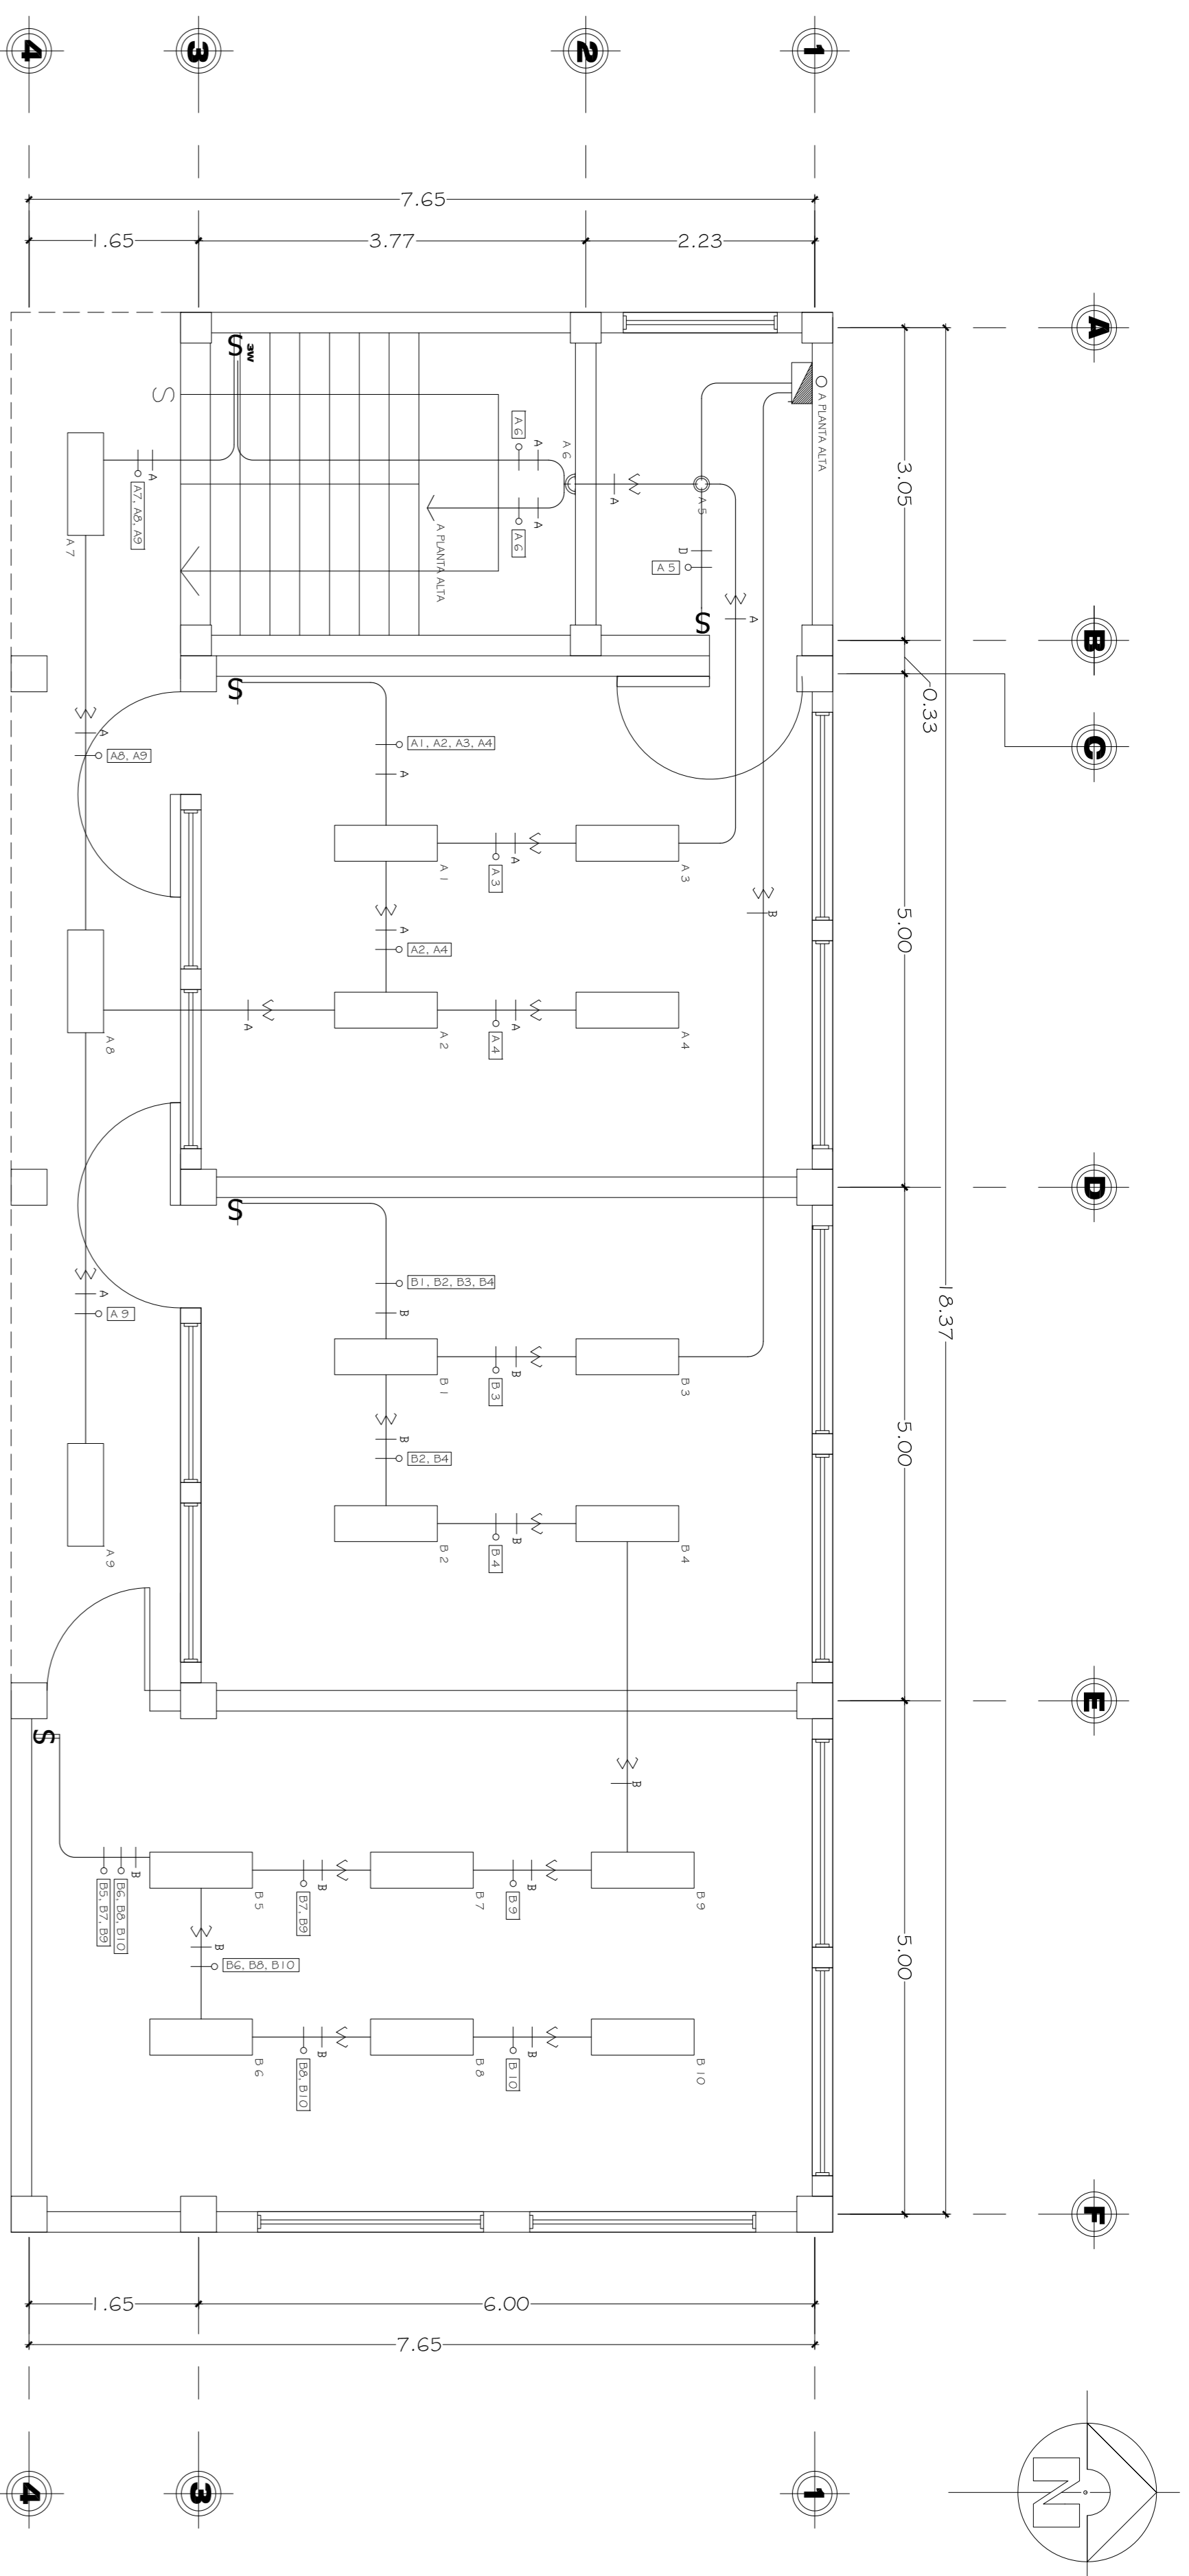 4
3
2
1
7.65
1.65
3.77
2.23
A
B
C
D
E
F
3.05
0.33
5.00
5.00
5.00
18.37
S 3W
S
A PLANTA ALTA
A 6
A
A 6
A
A 6
A
A PLANTA ALTA
A
A 5
D
A 5
S
A
A
A7, A8, A9
A 7
S
A1, A2, A3, A4
A
A
A8, A9
A 1
A
A 3
A 3
B
A
A2, A4
A
A 8
A 2
A
A 4
A 4
S
B1, B2, B3, B4
B
A
A 9
B 1
B
B 3
B 3
B
B2, B4
A 9
B 2
B
B 4
B 4
S
B
B
B6, B8, B10
B5, B7, B9
B 5
B
B7, B9
B 7
B
B 9
B 9
B
B6, B8, B10
B 6
B
B8, B10
B 8
B
B 10
B 10
1.65
6.00
7.65
4
3
1
N